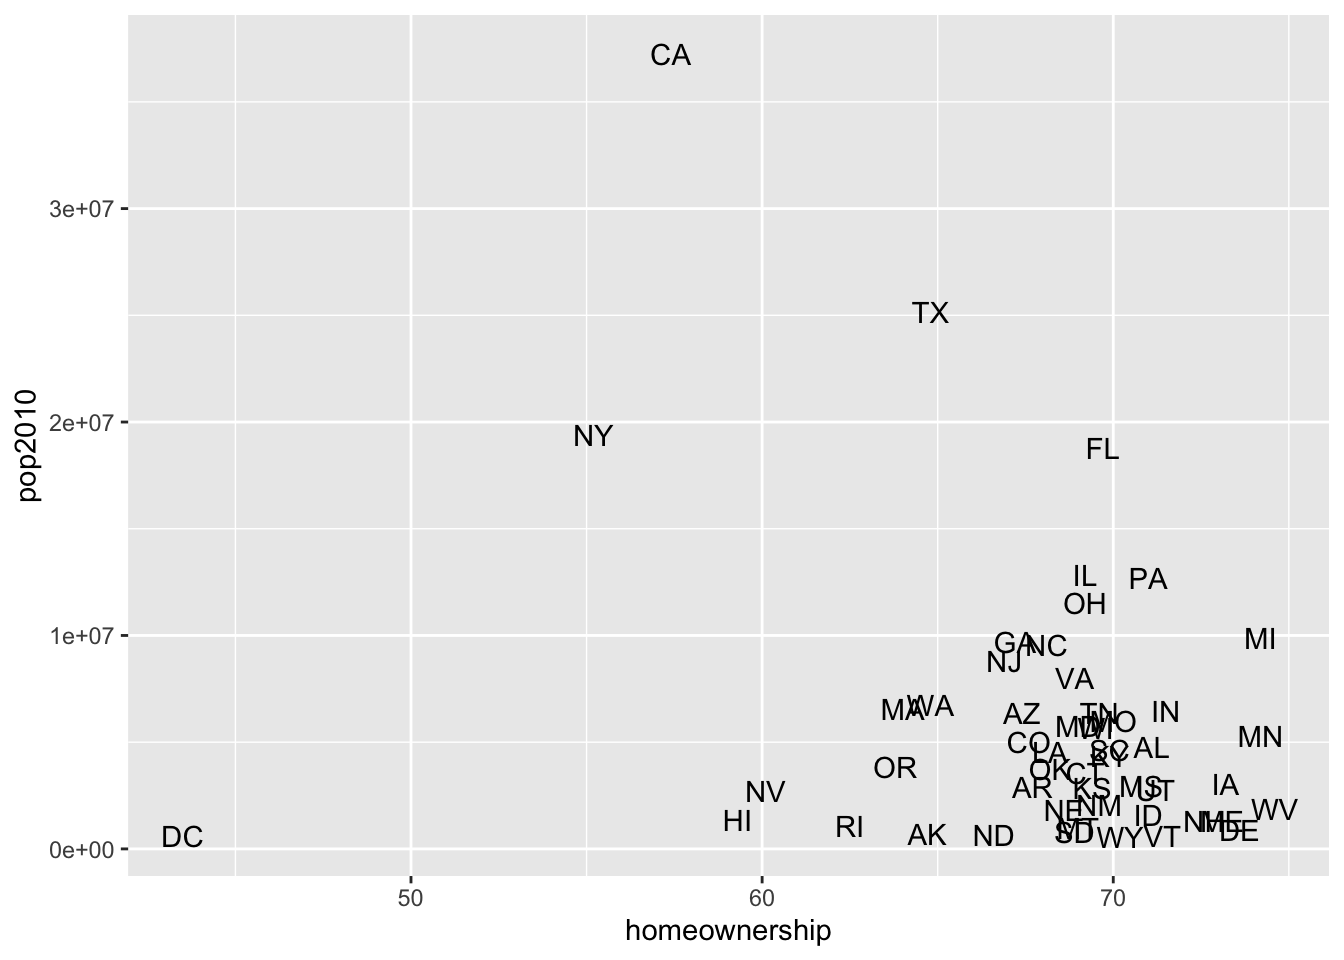 CA
3e+07
TX
pop2010
2e+07
NY
FL
IL
PA
OH
1e+07
MI
GA
NC
NJ
VA
MA
WA
AZ
TN
MO
IN
MD
WI
MN
CO
LA
SC
KY
AL
OR
OK
CT
NV
AR
KS
MS
UT
IA
NE
NM
ID
WV
HI
RI
NH
ME
DC
AK
ND
SD
MT
WY
VT
DE
0e+00
50
60
70
homeownership